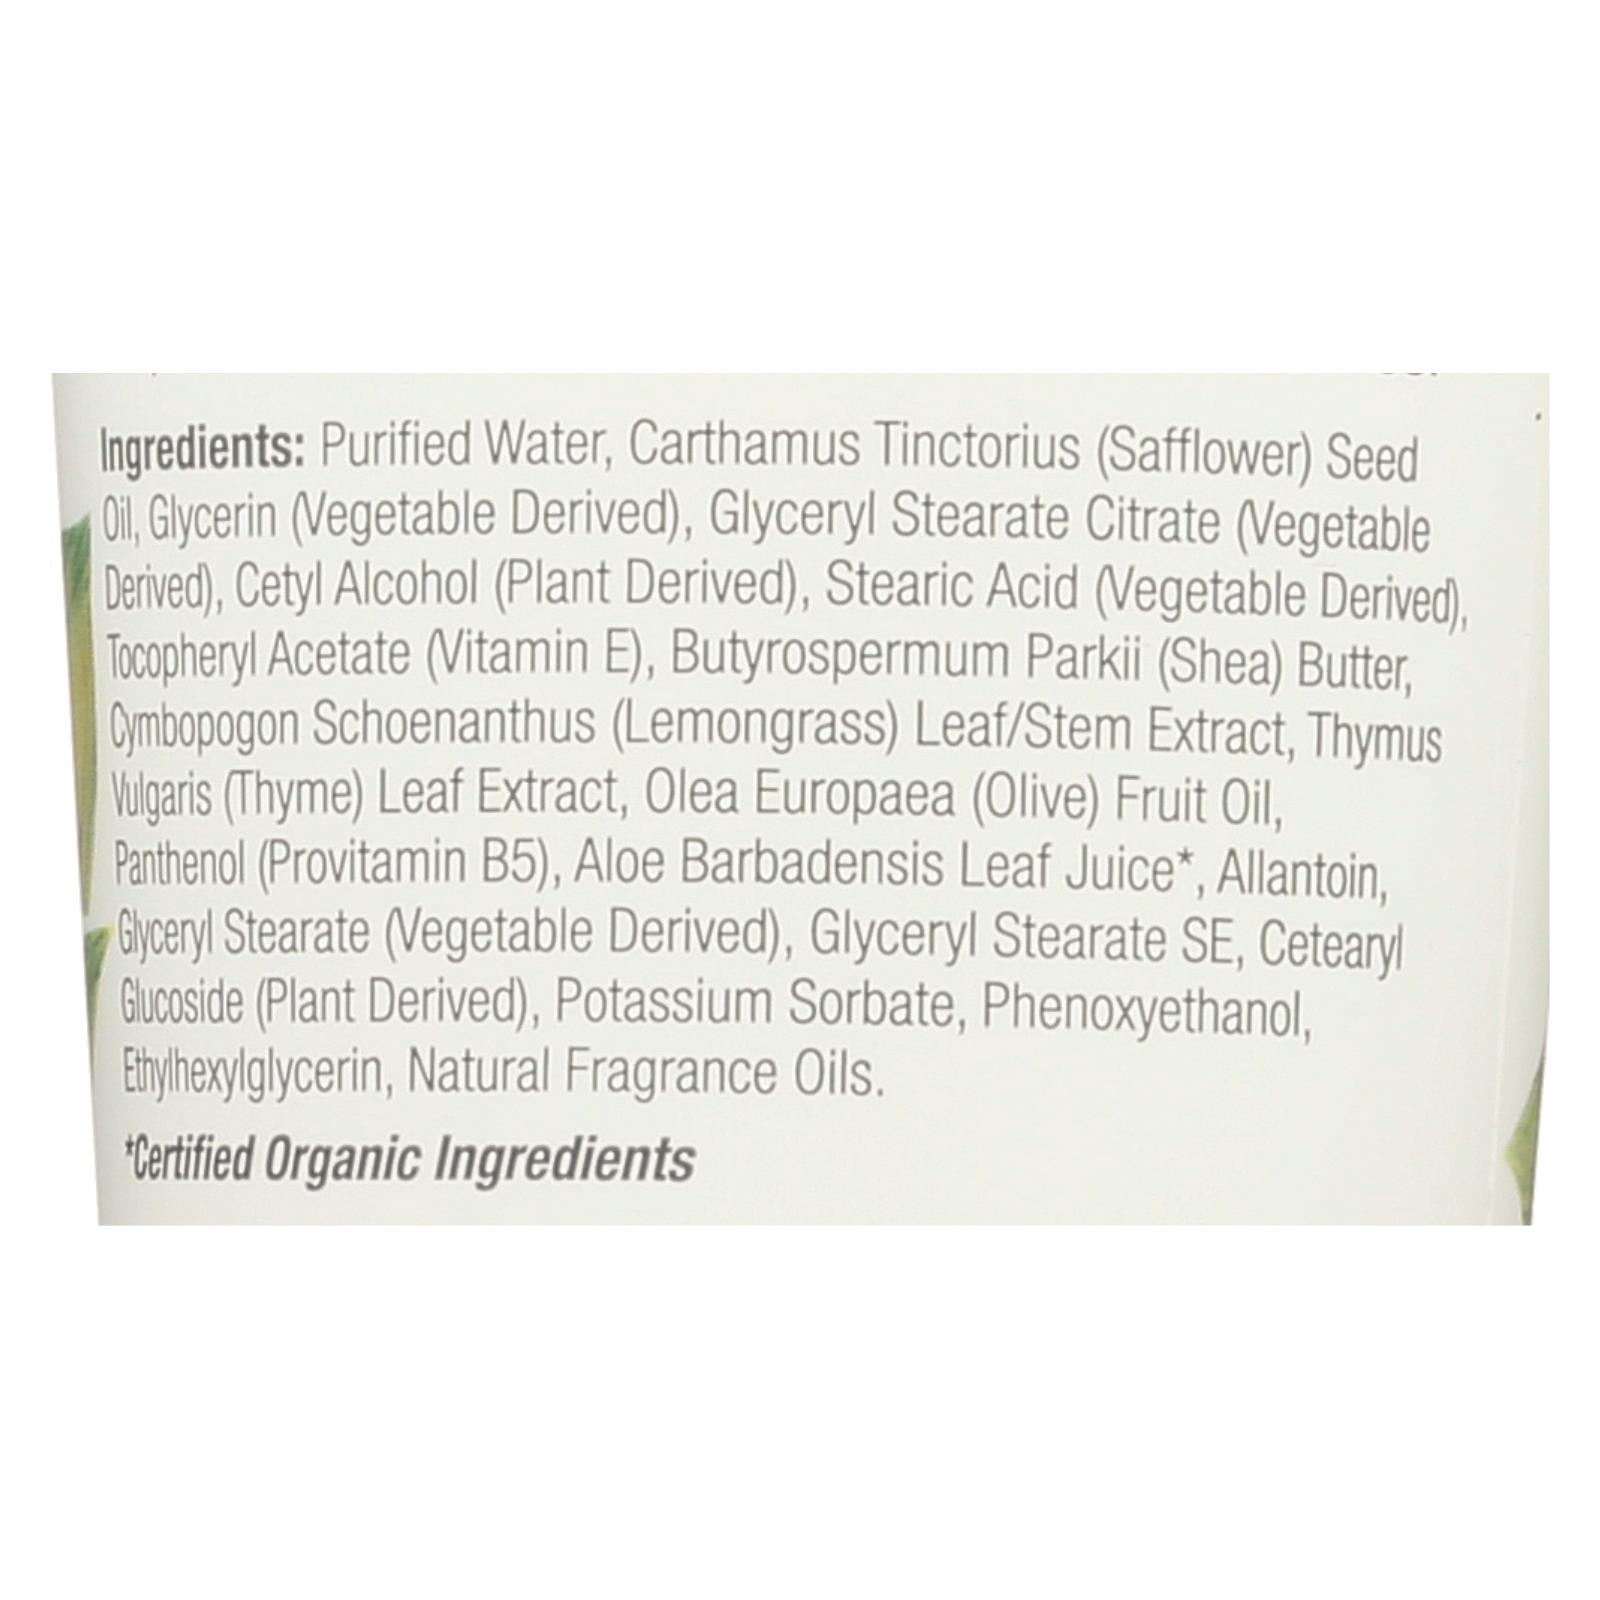 Ingredients: Purified Water, Carthamus Tinctorius (Safflower) Seed
Oil, Glycerin (Vegetable Derived), Glyceryl Stearate Citrate (Vegetable
Derived), Cetyl Alcohol (Plant Derived), Stearic Acid (Vegetable Derived),
Tocopheryl Acetate (Vitamin E), Butyrospermum Parkii (Shea) Butter,
Cymbopogon Schoenanthus (Lemongrass) Leaf/Stem Extract, Thymus
Vulgaris (Thyme) Leaf Extract, Olea Europaea (Olive) Fruit Oil,
Panthenol (Provitamin B5), Aloe Barbadensis Leaf Juice*, Allantoin,
Glyceryl Stearate (Vegetable Derived), Glyceryl Stearate SE, Cetearyl
Glucoside (Plant Derived), Potassium Sorbate, Phenoxyethanol,
Ethylhexylglycerin, Natural Fragrance Oils.
*Certified Organic Ingredients